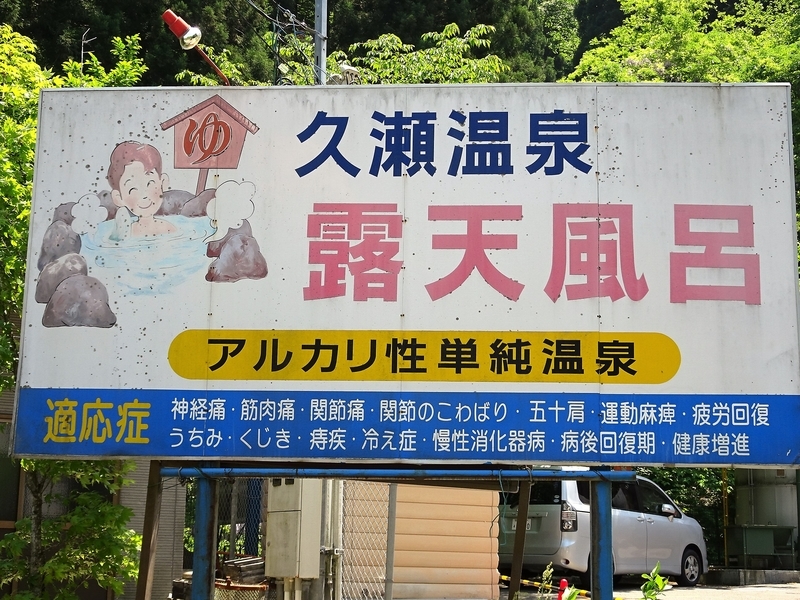 ゆ
久瀬温泉
露天風呂
アルカリ性単純温泉
適応症
神経痛・筋肉痛・関節痛・関節のこわばり・五十肩・運動麻痺・疲労回復
うちみ・くじき・痔疾・冷え症・慢性消化器病・病後回復期・健康増進